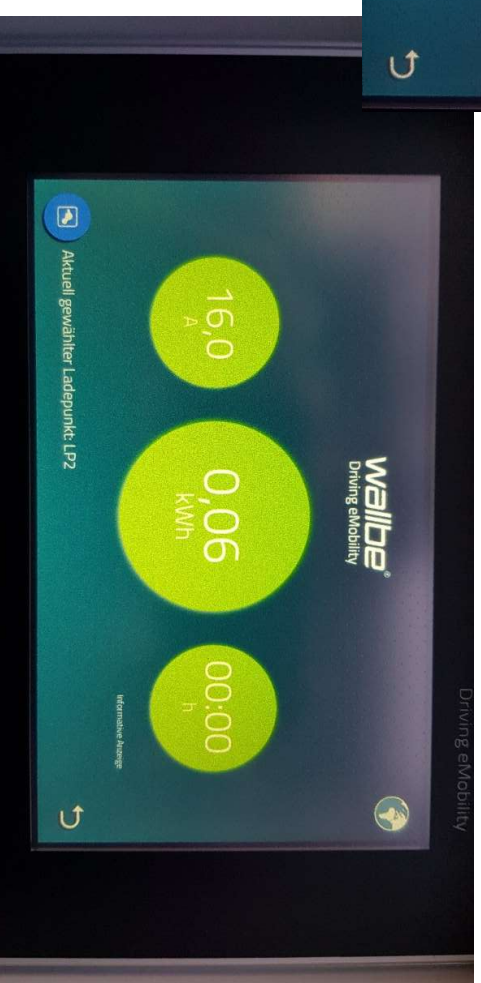 Driving eMobility
wallbe®
Driving eMobility
16,0
A
0,06
kWh
00:00
h
Informative Anzeige
Aktuell gewählter Ladepunkt: LP2